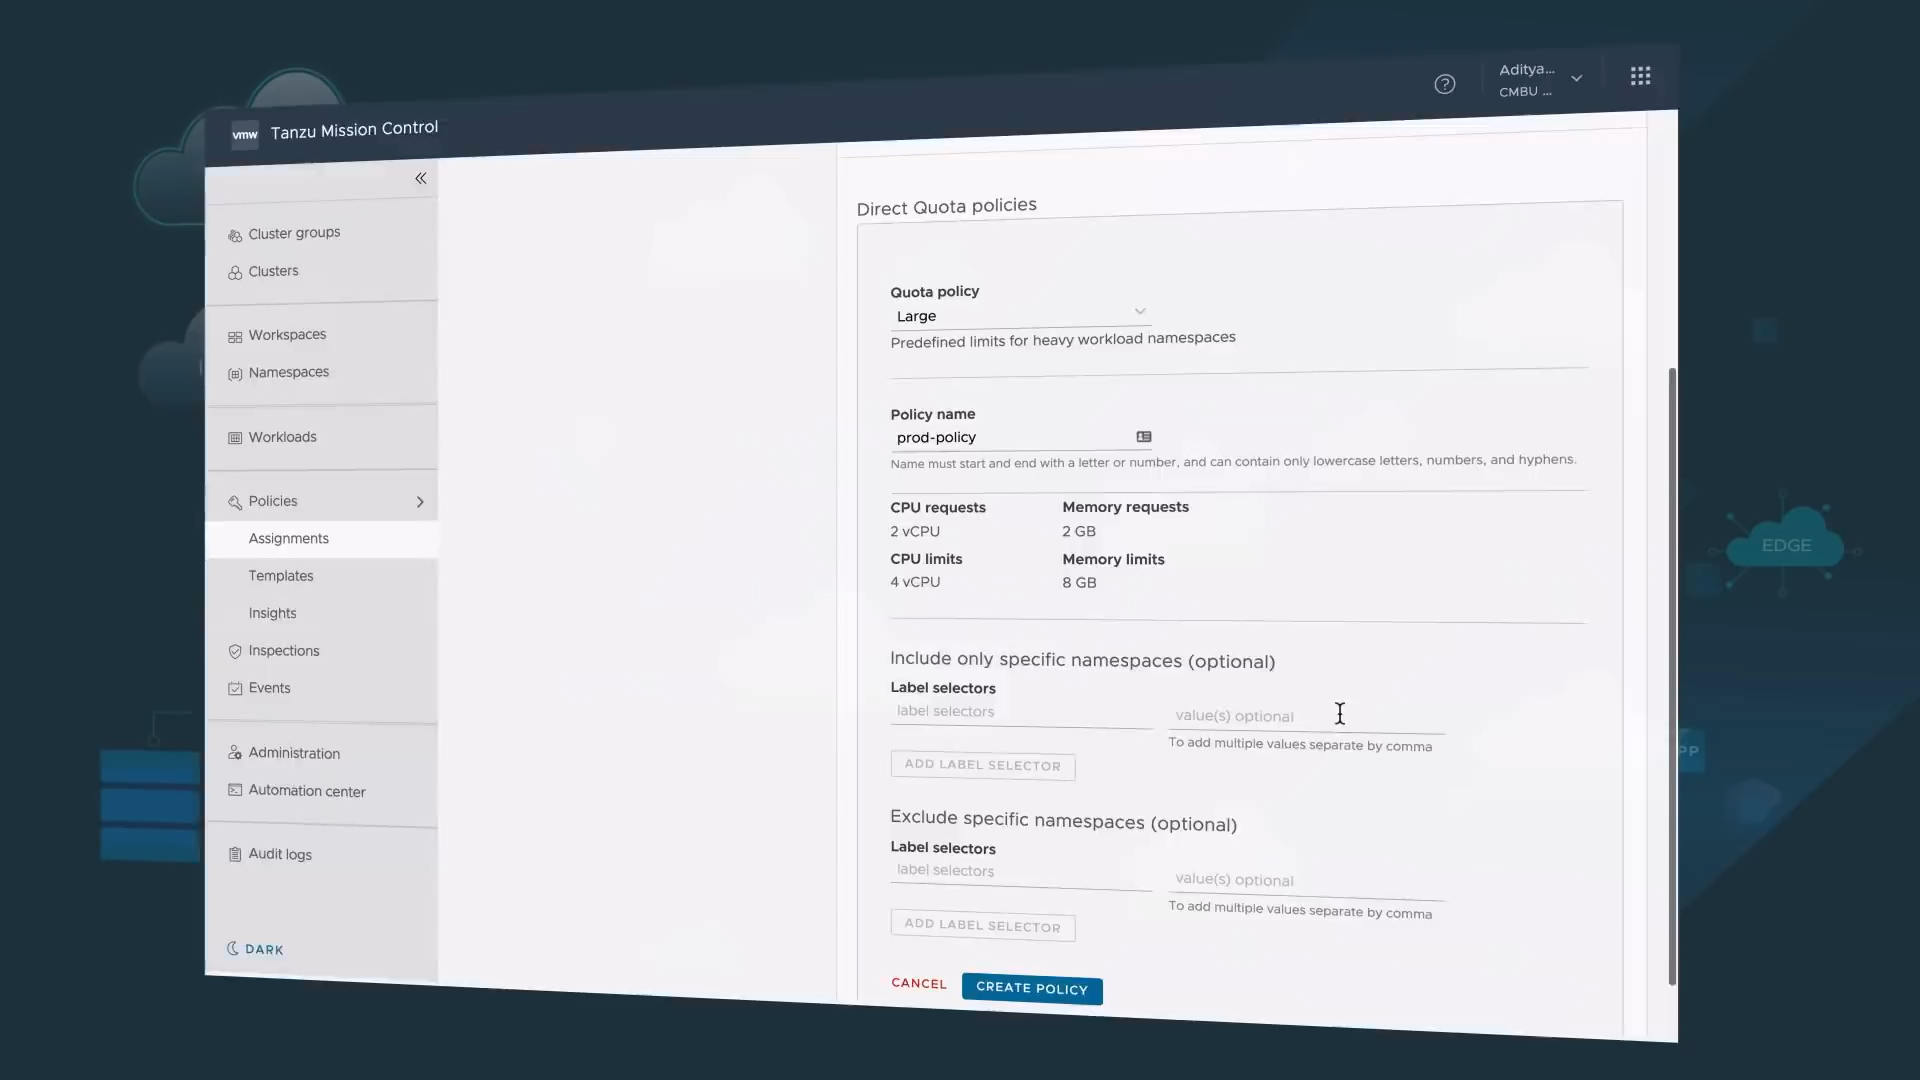 vmw Tanzu Mission Control
Aditya...
CMBU ...
Cluster groups
Clusters
Workspaces
Namespaces
Workloads
Policies
Assignments
Templates
Insights
Inspections
Events
Administration
Automation center
Audit logs
DARK
Direct Quota policies
Quota policy
Large
Predefined limits for heavy workload namespaces
Policy name
prod-policy
Name must start and end with a letter or number, and can contain only lowercase letters, numbers, and hyphens.
CPU requests Memory requests
2 vCPU 2 GB
CPU limits Memory limits
4 vCPU 8 GB
Include only specific namespaces (optional)
Label selectors
label selectors value(s) optional
To add multiple values separate by comma
ADD LABEL SELECTOR
Exclude specific namespaces (optional)
Label selectors
label selectors value(s) optional
To add multiple values separate by comma
ADD LABEL SELECTOR
CANCEL CREATE POLICY
EDGE